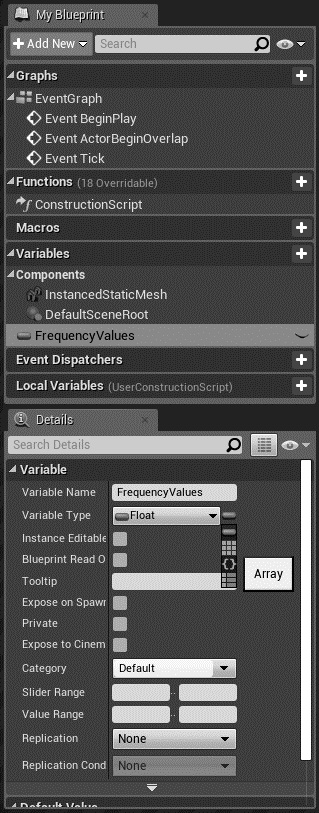 My Blueprint
Add New
Search
Graphs
EventGraph
Event BeginPlay
Event ActorBeginOverlap
Event Tick
Functions (18 Overridable)
ConstructionScript
Macros
Variables
Components
InstancedStaticMesh
DefaultSceneRoot
FrequencyValues
Event Dispatchers
Local Variables (UserConstructionScript)
Details
Search Details
Variable
Variable Name FrequencyValues
Variable Type Float
Instance Editable
Blueprint Read O
Array
Tooltip
Expose on Spawn
Private
Expose to Cinem
Category Default
Slider Range ..
Value Range ..
Replication None
Replication Cond None
Default Value